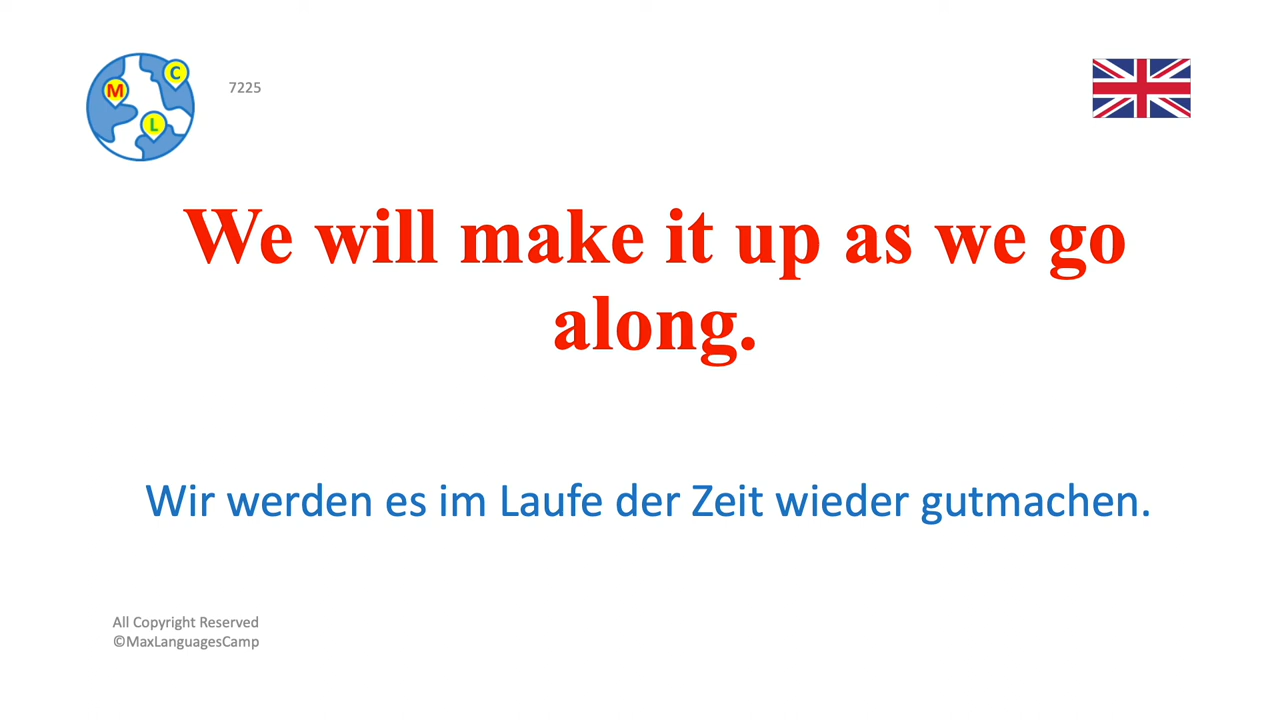 M
C
L
7225
We will make it up as we go
along.
Wir werden es im Laufe der Zeit wieder gutmachen.
All Copyright Reserved
©MaxLanguagesCamp